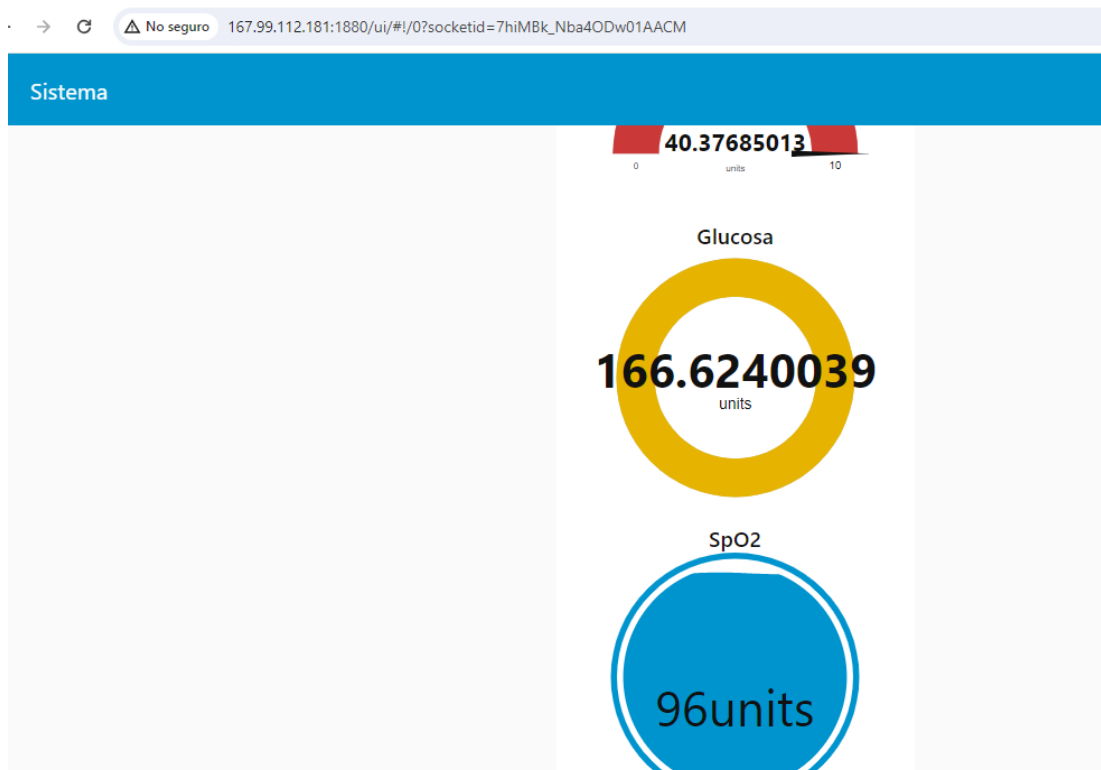 No seguro 167.99.112.181:1880/ui/#!/0?socketid=7hiMBk_Nba4ODw01AACM
Sistema
40.37685013
0 units 10
Glucosa
166.6240039
units
SpO2
96units